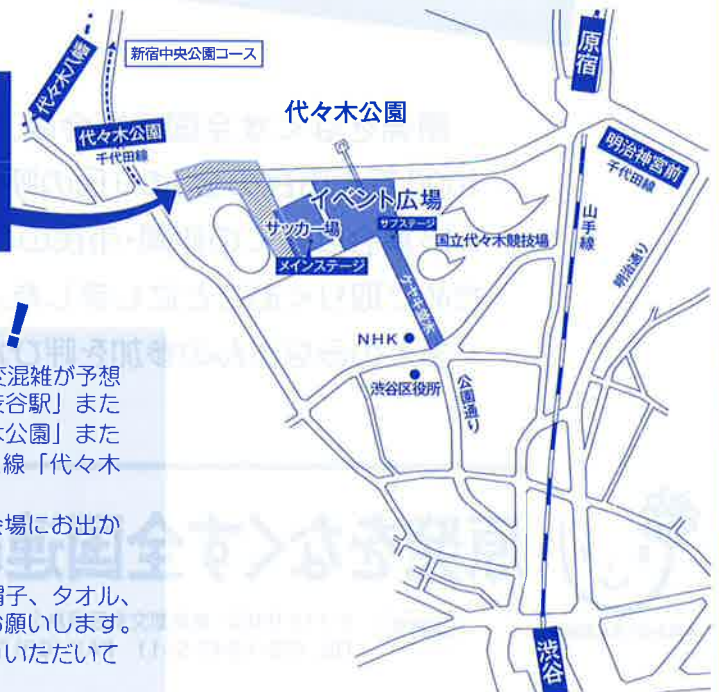 新宿中央公園コース
代々木八幡
代々木公園
千代田線
代々木公園
原宿
明治神宮前
千代田線
山手線
明治通り
イベント広場
サッカー場
サブステージ
メインステージ
ケヤキ並木
国立代々木競技場
NHK
渋谷区役所
公園通り
渋谷
!
変混雑が予想
渋谷駅」また
木公園」また
線「代々木
会場にお出か
帽子、タオル、
お願いします。
いただいて